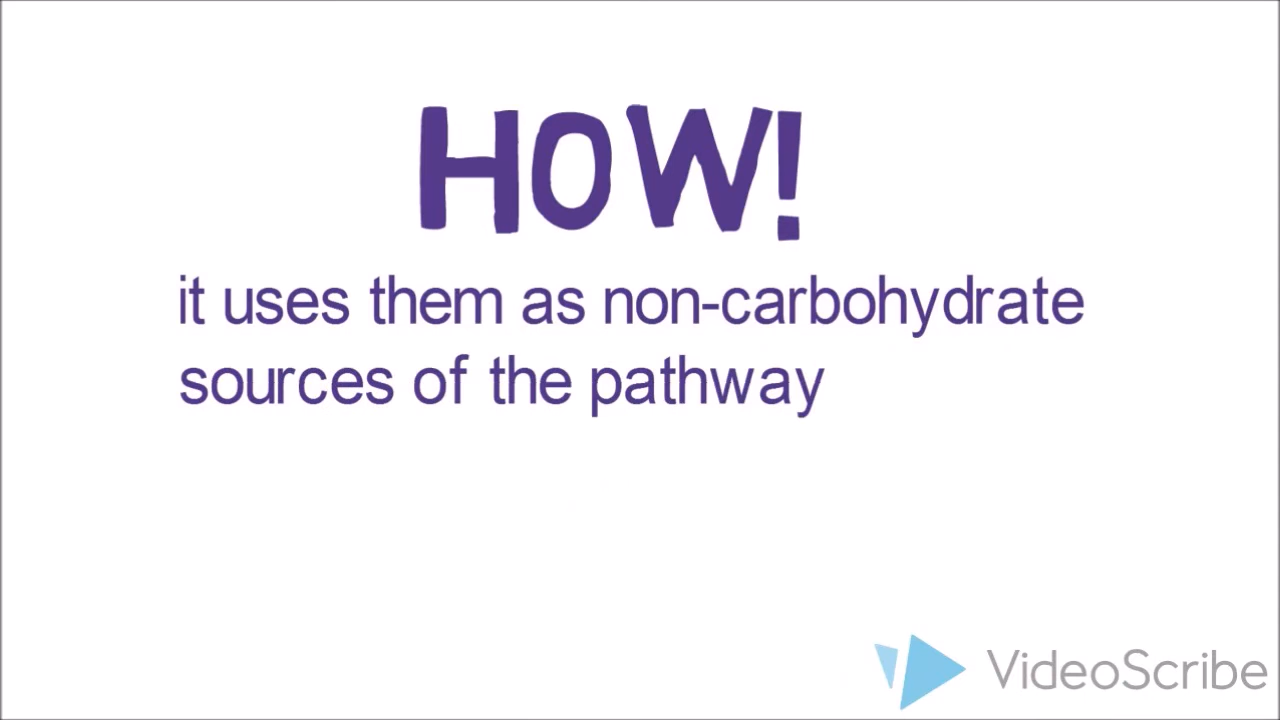 HOW!
it uses them as non-carbohydrate
sources of the pathway
VideoScribe